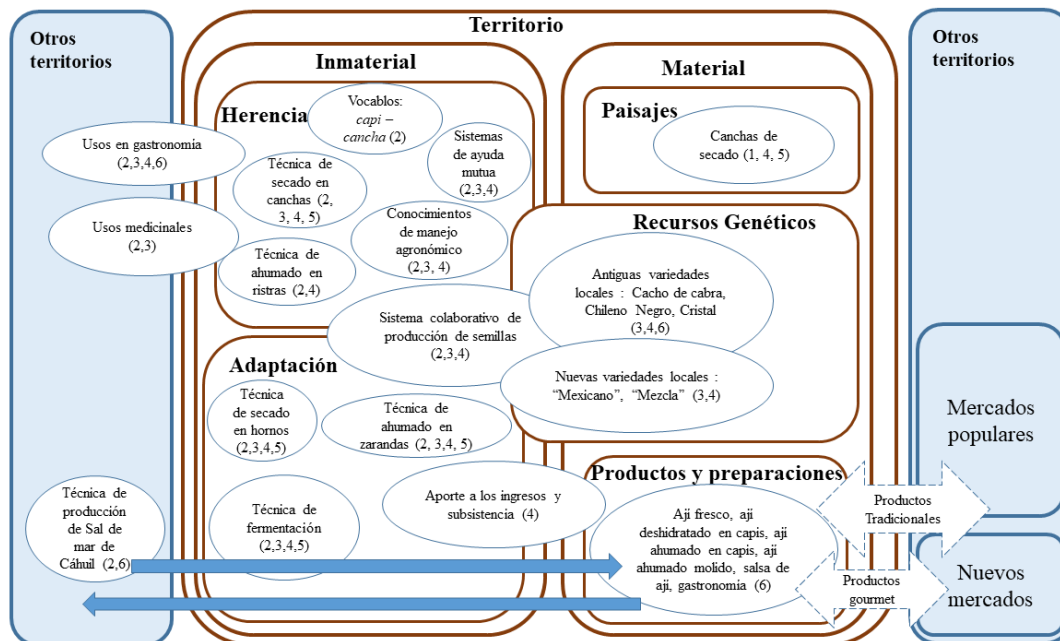 Otros
territorios
Usos en gastronomía
(2,3,4,6)
Usos medicinales
(2,3)
Técnica de
producción
de Sal de
mar de
Cáhuil (2,6)
Territorio
Inmaterial
Herencia
Vocablos:
capi –
cancha (2)
Sistemas
de ayuda
mutua
(2,3,4)
Técnica de
secado en
canchas (2,
3, 4, 5)
Conocimientos
de manejo
agronómico
(2,3, 4)
Técnica de
ahumado en
ristras (2,4)
Sistema colaborativo de
producción de semillas
(2,3,4)
Adaptación
Técnica
de secado
en hornos
(2,3,4,5)
Técnica de
ahumado en
zarandas (2, 3,4, 5)
Técnica de
fermentación
(2,3,4,5)
Aporte a los ingresos y
subsistencia (4)
Material
Paisajes
Canchas de
secado (1, 4, 5)
Recursos Genéticos
Antiguas variedades
locales : Cacho de cabra,
Chileno Negro, Cristal
(3,4,6)
Nuevas variedades locales :
“Mexicano”, “Mezcla” (3,4)
Productos y preparaciones
Aji fresco, aji
deshidratado en capis, aji
ahumado en capis, ají
ahumado molido, salsa de
aji, gastronomia (6)
Otros
territorios
Mercados
populares
Productos
Tradicionales
Productos
gourmet
Nuevos
mercados